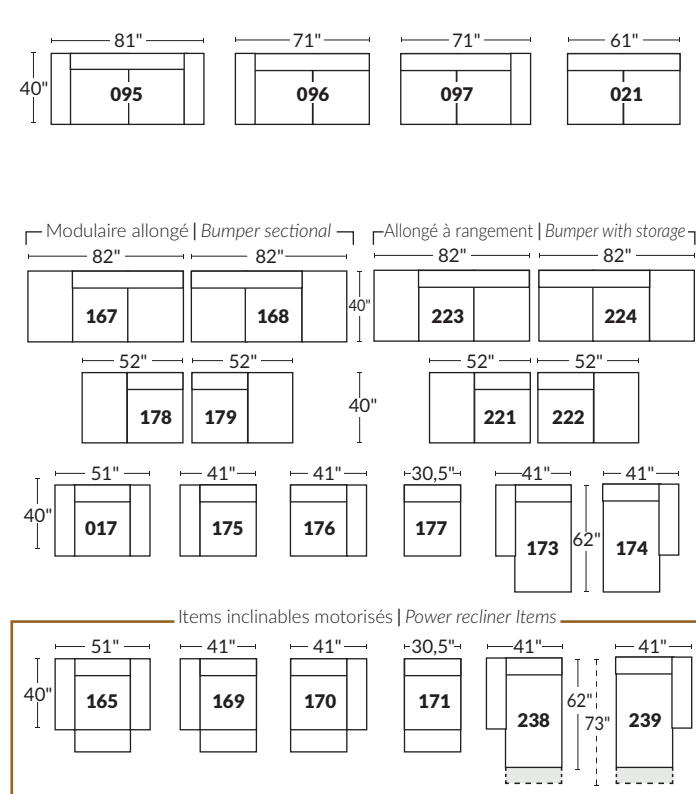 81" 71" 71" 61"
40" 095 096 097 021
Modulaire allongé | Bumper sectional Allongé à rangement | Bumper with storage
82" 82" 82" 82"
167 168 40" 223 224
52" 52" 52" 52"
178 179 40" 221 222
51" 41" 41" 30,5" 41" 41"
40" 017 175 176 177 173 62" 174
Items inclinables motorisés | Power recliner Items
51" 41" 41" 30,5" 41" 41"
40" 165 169 170 171 238 62" 73" 239